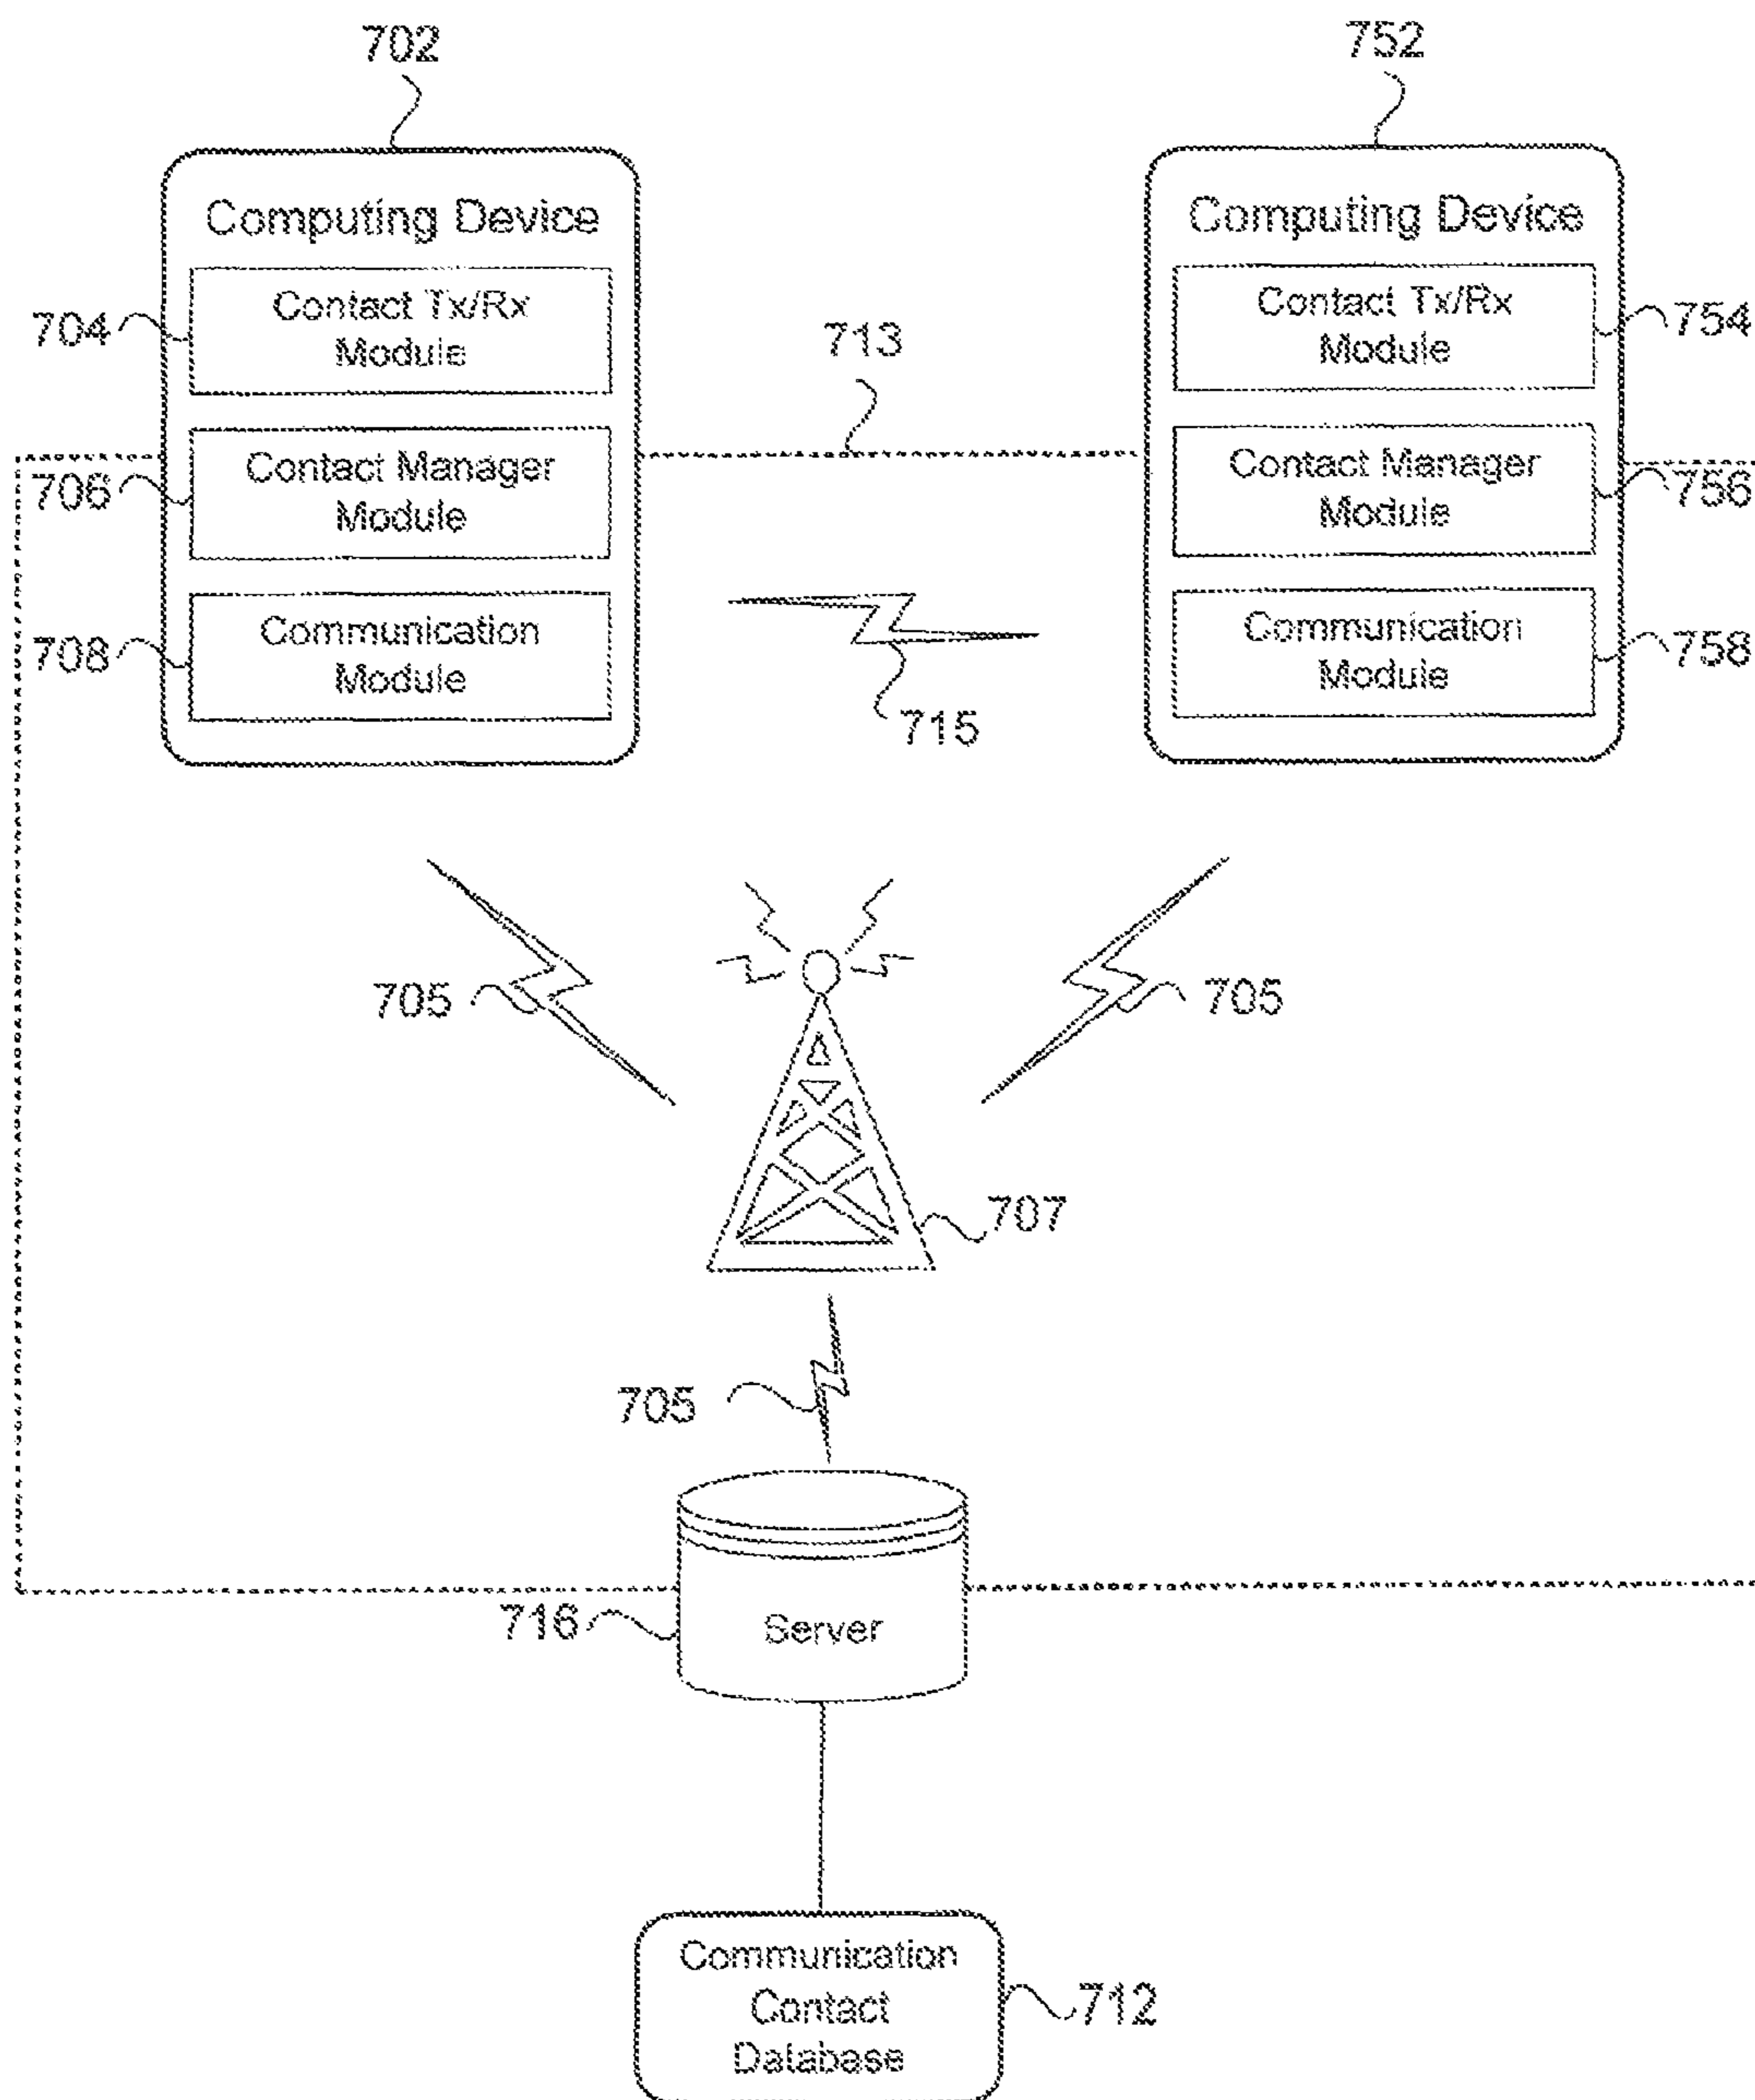 702
752
Computing Device
Contact Tx/Rx
Module
704
Contact Manager
Module
706
Communication
Module
708
713
715
Computing Device
Contact Tx/Rx
Module
754
Contact Manager
Module
756
Communication
Module
758
705
705
707
705
716
Server
Communication
Contact
Database
712